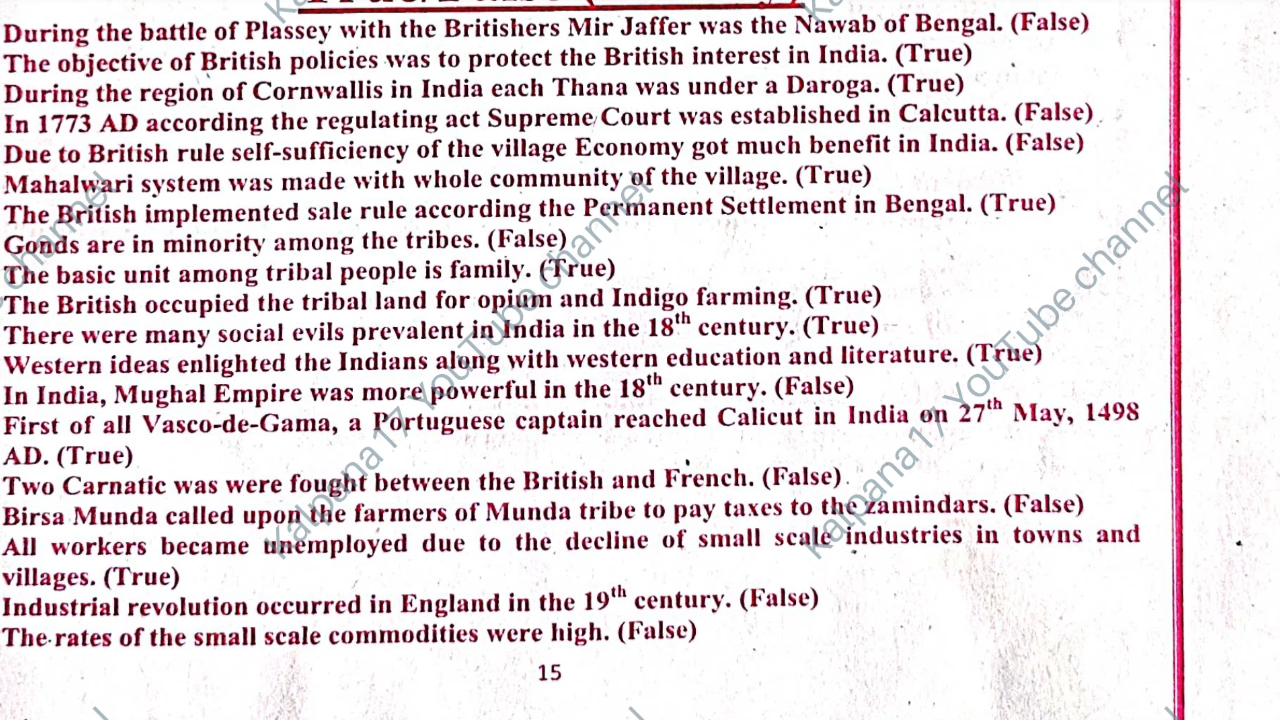 During the battle of Plassey with the Britishers Mir Jaffer was the Nawab of Bengal. (False)
The objective of British policies was to protect the British interest in India. (True)
During the region of Cornwallis in India each Thana was under a Daroga. (True)
In 1773 AD according the regulating act Supreme Court was established in Calcutta. (False)
Due to British rule self-sufficiency of the village Economy got much benefit in India. (False)
Mahalwari system was made with whole community of the village. (True)
The British implemented sale rule according the Permanent Settlement in Bengal. (True)
Gonds are in minority among the tribes. (False)
The basic unit among tribal people is family. (True)
The British occupied the tribal land for opium and Indigo farming. (True)
There were many social evils prevalent in India in the 18th century. (True)
Western ideas enlighted the Indians along with western education and literature. (True)
In India, Mughal Empire was more powerful in the 18th century. (False)
First of all Vasco-de-Gama, a Portuguese captain reached Calicut in India on 27th May, 1498
AD. (True)
Two Carnatic was were fought between the British and French. (False)
Birsa Munda called upon the farmers of Munda tribe to pay taxes to the zamindars. (False)
All workers became unemployed due to the decline of small scale industries in towns and
villages. (True)
Industrial revolution occurred in England in the 19th century. (False)
The rates of the small scale commodities were high. (False)
15
channel
Kalpana17 YouTube channel
Kalpana17 YouTube channel